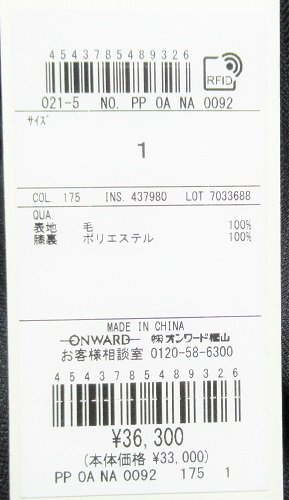 4543785489326
RFID
021-5 NO. PP OA NA 0092
ｻｲｽﾞ
1
COL. 175 INS. 437980 LOT 7033688
QUA.
表地 毛 100%
膝裏 ポリエステル 100%
MADE IN CHINA
ONWARD ㈱オンワード樫山
お客様相談室 0120-58-6300
4543785489326
¥36,300
(本体価格 ¥33,000)
PP OA NA 0092 175 1